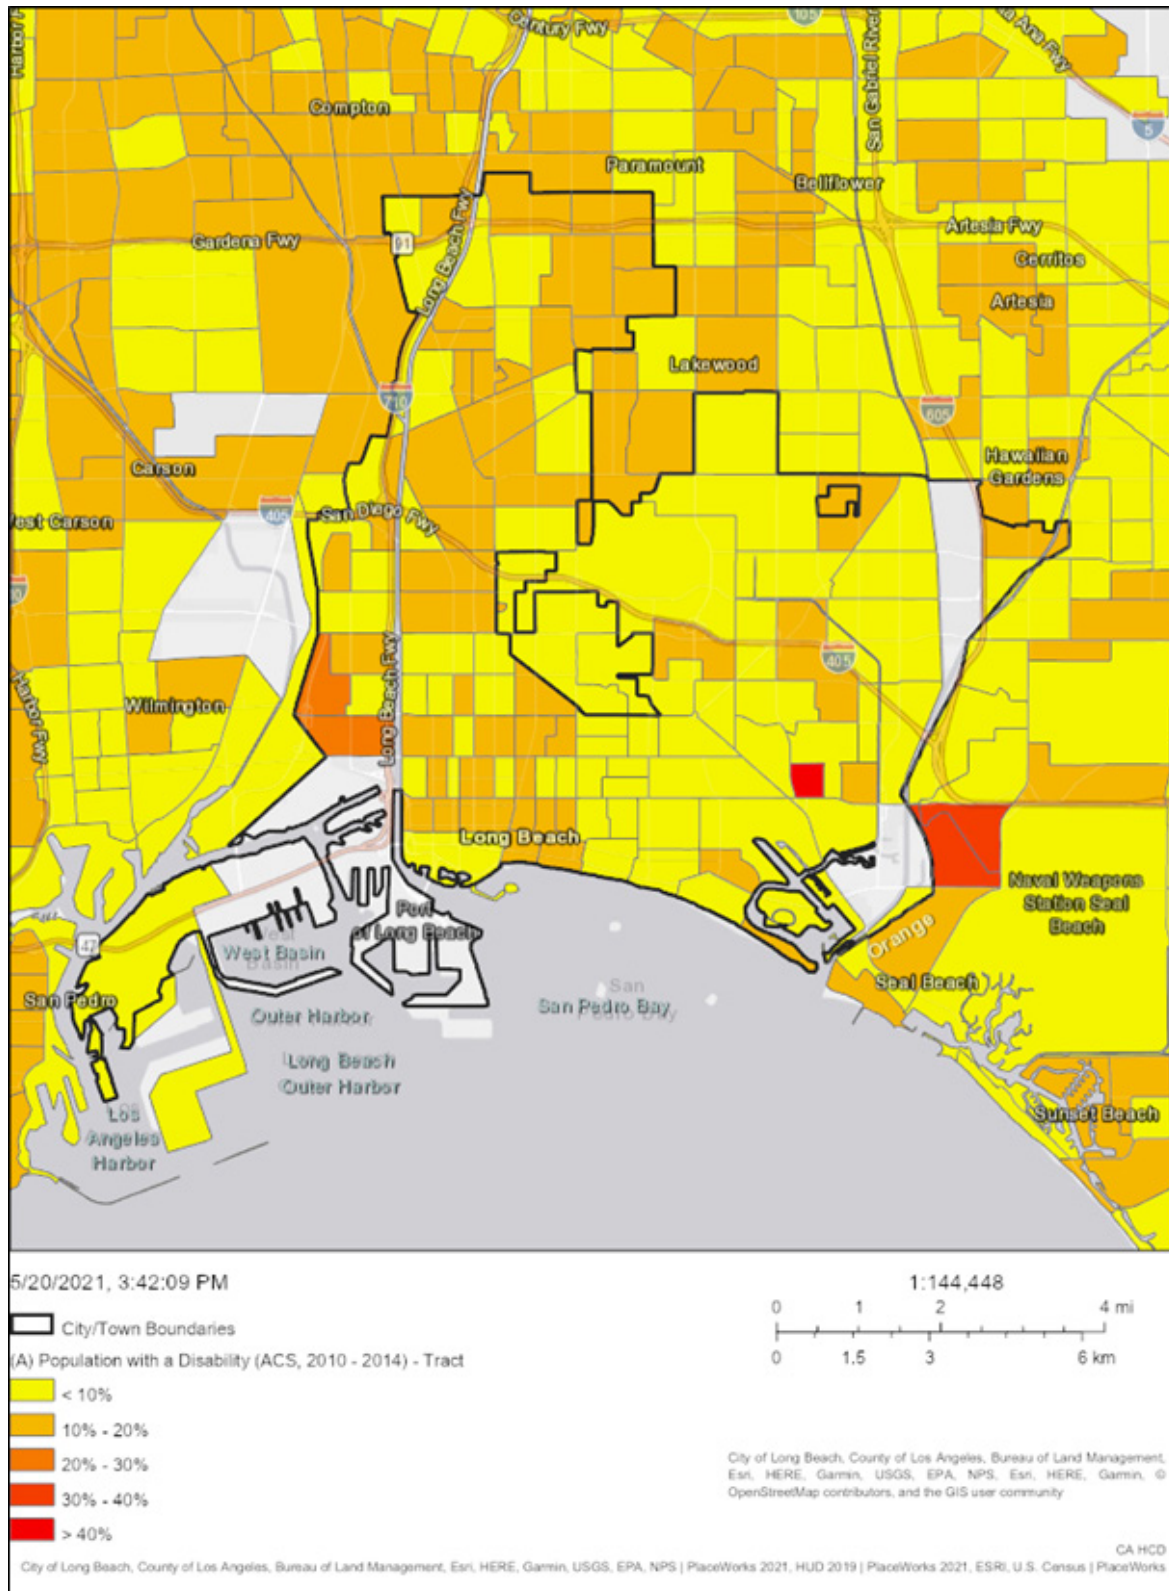 Century Fwy
105
Santa Ana Fwy
San Gabriel River
5
Compton
Paramount
Bellflower
Long Beach Fwy
Gardena Fwy
91
Artesia Fwy
Cerritos
Artesia
Lakewood
710
605
Carson
Hawaiian
Gardens
405
San Diego Fwy
West Carson
Long Beach Fwy
405
Wilmington
Harbor Fwy
Long Beach
Naval Weapons
Station Seal
Beach
Port
of Long Beach
Orange
47
West Basin
San Pedro
Seal Beach
San
San Pedro Bay
Outer Harbor
Long Beach
Outer Harbor
Sunset Beach
Los
Angeles
Harbor
5/20/2021, 3:42:09 PM
1:144,448
0 1 2 4 mi
0 1.5 3 6 km
City/Town Boundaries
(A) Population with a Disability (ACS, 2010 - 2014) - Tract
< 10%
10% - 20%
20% - 30%
30% - 40%
> 40%
City of Long Beach, County of Los Angeles, Bureau of Land Management,
Esri, HERE, Garmin, USGS, EPA, NPS, Esri, HERE, Garmin, ©
OpenStreetMap contributors, and the GIS user community
CA HCD
City of Long Beach, County of Los Angeles, Bureau of Land Management, Esri, HERE, Garmin, USGS, EPA, NPS | PlaceWorks 2021, HUD 2019 | PlaceWorks 2021, ESRI, U.S. Census | PlaceWorks